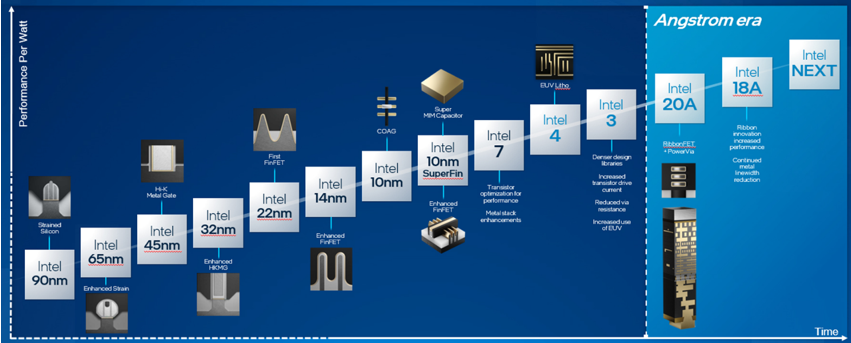 Performance Per Watt
Angstrom era
Strained
Silicon
Intel
90nm
Intel
65nm
Enhanced Strain
Hi-K
Metal Gate
Intel
45nm
Intel
32nm
Enhanced
HKMG
First
FinFET
Intel
22nm
Intel
14nm
Enhanced
FinFET
COAG
Intel
10nm
Super
MIM Capacitor
Intel
10nm
SuperFin
Enhanced
FinFET
Intel
7
Transistor
optimization for
performance
Metal stack
enhancements
EUV Litho
Intel
4
Intel
3
Denser design
libraries
Increased
transistor drive
current
Reduced via
resistance
Increased use
of EUV
Intel
20A
RibbonFET
+ PowerVia
Intel
18A
Ribbon
innovation
increased
performance
Continued
metal
linewidth
reduction
Intel
NEXT
Time